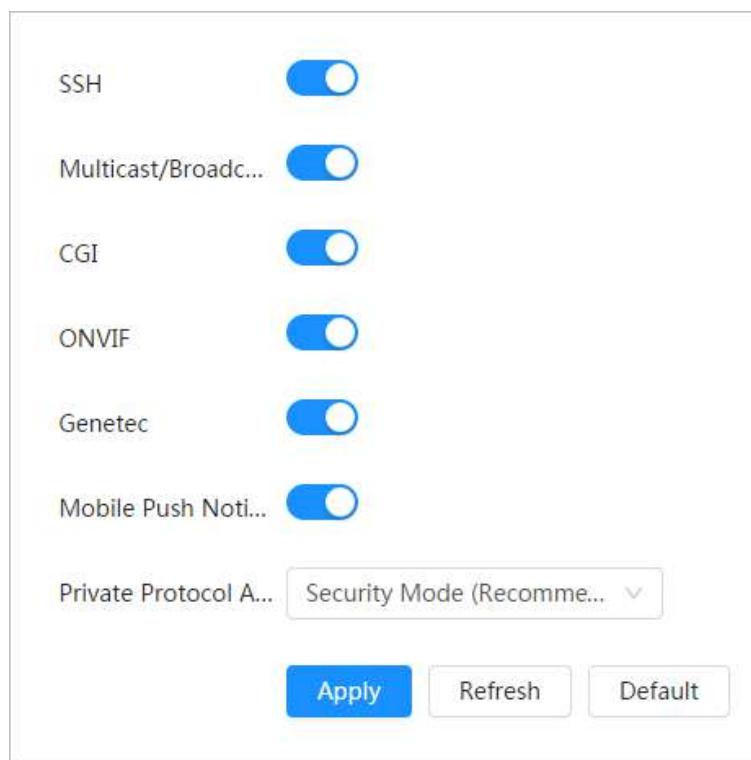 SSH
Multicast/Broadc...
CGI
ONVIF
Genetec
Mobile Push Noti...
Private Protocol A... Security Mode (Recomme...
Apply Refresh Default